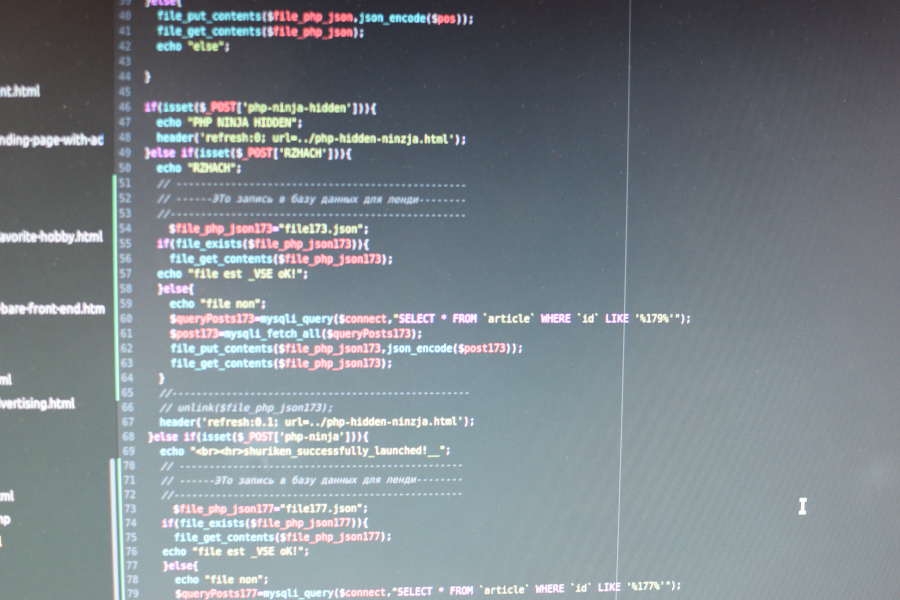 39 }else{
40 file_put_contents($file_php_json,json_encode($pos));
41 file_get_contents($file_php_json);
42 echo "else";
43
44 }
45
nt.html
46 if(isset($_POST['php-ninja-hidden'])){
47 echo "PHP NINJA HIDDEN";
nding-page-with-ac
48 header('refresh:0; url=../php-hidden-ninzja.html');
49 }else if(isset($_POST['RZHACH'])){
50 echo "RZHACH";
51 // ------------------------------------------------
52 // ------ЭТо запись в базу данных для ленди--------
53 //-------------------------------------------------
54 $file_php_json173="file173.json";
avorite-hobby.html
55 if(file_exists($file_php_json173)){
56 file_get_contents($file_php_json173);
57 echo "file est _VSE oK!";
58 }else{
59 echo "file non";
-bare-front-end.htm
60 $queryPosts173=mysqli_query($connect,"SELECT * FROM `article` WHERE `id` LIKE '%179%'");
61 $post173=mysqli_fetch_all($queryPosts173);
62 file_put_contents($file_php_json173,json_encode($post173));
63 file_get_contents($file_php_json173);
64 }
ml
65 //-------------------------------------------------
vertising.html
66 // unlink($file_php_json173);
67 header('refresh:0.1; url=../php-hidden-ninzja.html');
68 }else if(isset($_POST['php-ninja'])){
69 echo "<br><hr>shuriken_successfully_launched!__";
70 // -----------------------------------------------
71 // ------ЭТо запись в базу данных для ленди--------
72 //------------------------------------------------
ml
73 $file_php_json177="file177.json";
hp
74 if(file_exists($file_php_json177)){
75 file_get_contents($file_php_json177);
76 echo "file est _VSE oK!";
77 }else{
78 echo "file non";
79 $queryPosts177=mysqli_query($connect,"SELECT * FROM `article` WHERE `id` LIKE '%177%'");